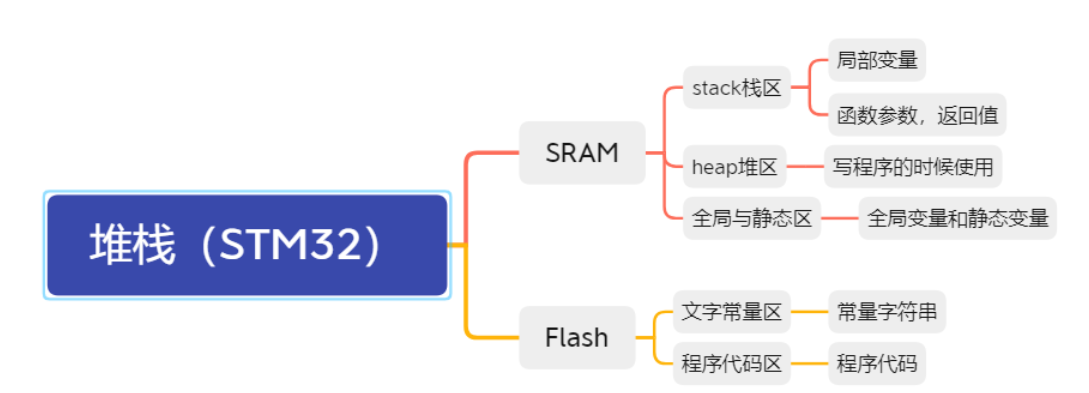 堆栈（STM32）
SRAM
stack栈区
局部变量
函数参数，返回值
heap堆区
写程序的时候使用
全局与静态区
全局变量和静态变量
Flash
文字常量区
常量字符串
程序代码区
程序代码